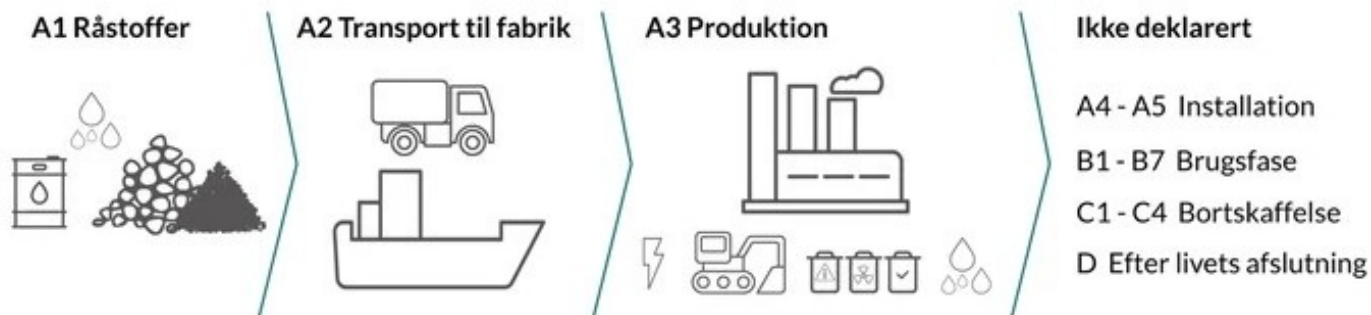 A1 Råstoffer
A2 Transport til fabrik
A3 Produktion
Ikke deklarert
A4 - A5 Installation
B1 - B7 Brugsfase
C1 - C4 Bortskaffelse
D Efter livets afslutning